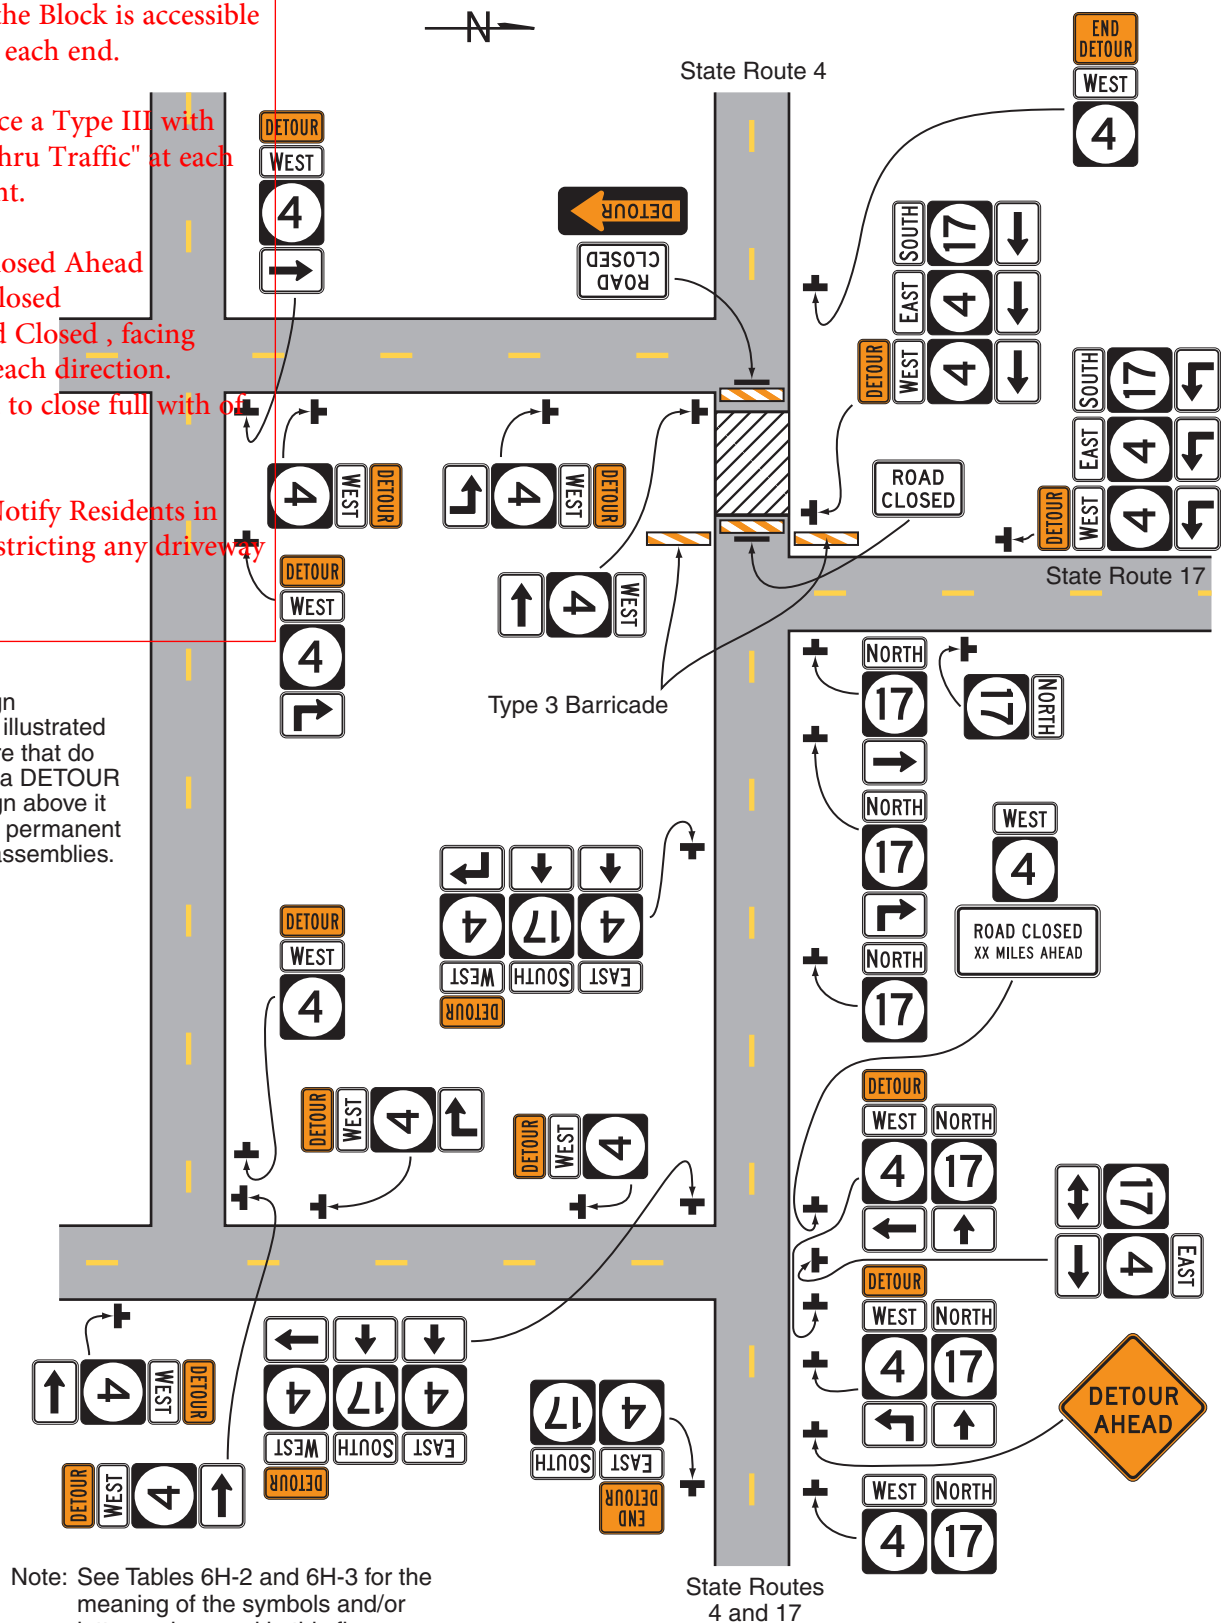 the Block is accessible
each end.
ce a Type III with
hru Traffic" at each
nt.
losed Ahead
losed
d Closed , facing
each direction.
to close full with of
Notify Residents in
stricting any driveway
N
State Route 4
END
DETOUR
WEST
4
DETOUR
WEST
4
DETOUR
ROAD
CLOSED
SOUTH
17
EAST
4
DETOUR
WEST
4
SOUTH
17
EAST
4
DETOUR
WEST
4
4
WEST
DETOUR
4
WEST
DETOUR
ROAD
CLOSED
State Route 17
DETOUR
WEST
4
4
WEST
Type 3 Barricade
NORTH
17
17
NORTH
gn
illustrated
re that do
a DETOUR
gn above it
permanent
assemblies.
NORTH
17
NORTH
17
WEST
4
ROAD CLOSED
XX MILES AHEAD
4
17
4
WEST
SOUTH
EAST
DETOUR
DETOUR
WEST
4
DETOUR
WEST
4
DETOUR
WEST
4
DETOUR
WEST
NORTH
4
17
17
4
EAST
DETOUR
WEST
NORTH
4
17
DETOUR
AHEAD
WEST
NORTH
4
17
4
WEST
DETOUR
DETOUR
WEST
4
4
17
4
WEST
SOUTH
EAST
DETOUR
17
4
SOUTH
EAST
END
DETOUR
State Routes
4 and 17
Note: See Tables 6H-2 and 6H-3 for the
meaning of the symbols and/or